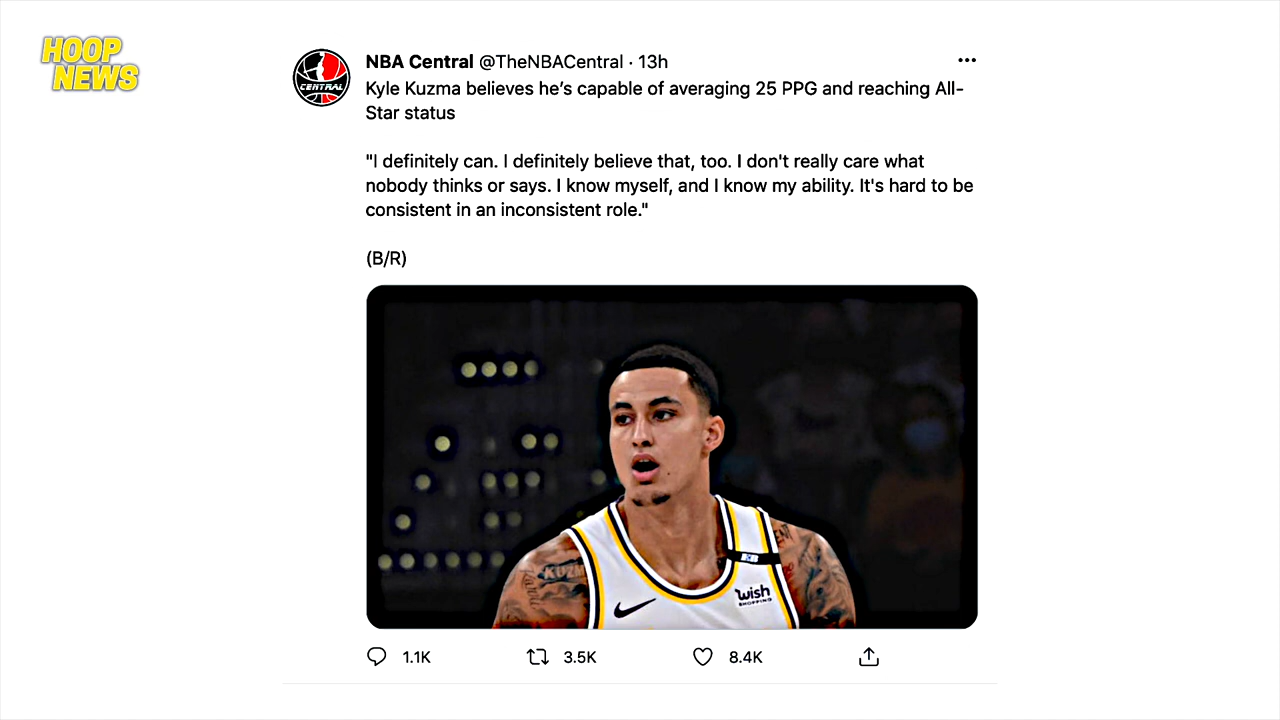 HOOP
NEWS
NBA Central @TheNBACentral · 13h
CENTRAL
Kyle Kuzma believes he’s capable of averaging 25 PPG and reaching All-
Star status
"I definitely can. I definitely believe that, too. I don't really care what
nobody thinks or says. I know myself, and I know my ability. It's hard to be
consistent in an inconsistent role."
(B/R)
KUZMA
wish
SHOPPING
1.1K
3.5K
8.4K